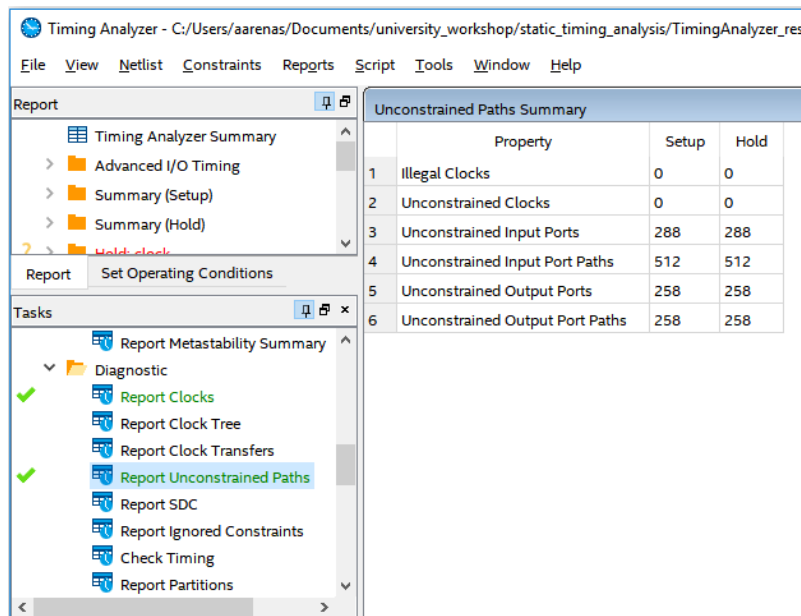 Timing Analyzer - C:/Users/aarenas/Documents/university_workshop/static_timing_analysis/TimingAnalyzer_res
File View Netlist Constraints Reports Script Tools Window Help
Report
Timing Analyzer Summary
Advanced I/O Timing
Summary (Setup)
Summary (Hold)
? Hold: clock
Report Set Operating Conditions
Tasks
Report Metastability Summary
Diagnostic
Report Clocks
Report Clock Tree
Report Clock Transfers
Report Unconstrained Paths
Report SDC
Report Ignored Constraints
Check Timing
Report Partitions
Unconstrained Paths Summary
Property Setup Hold
1 Illegal Clocks 0 0
2 Unconstrained Clocks 0 0
3 Unconstrained Input Ports 288 288
4 Unconstrained Input Port Paths 512 512
5 Unconstrained Output Ports 258 258
6 Unconstrained Output Port Paths 258 258